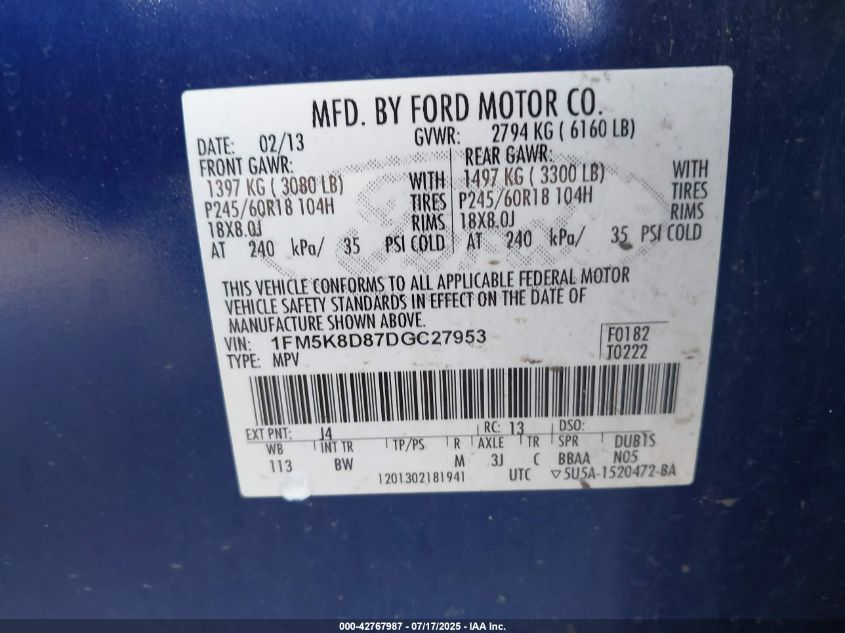 MFD. BY FORD MOTOR CO.
DATE: 02/13 GVWR: 2794 KG ( 6160 LB)
FRONT GAWR: REAR GAWR:
1397 KG ( 3080 LB) WITH 1497 KG ( 3300 LB) WITH
P245/60R18 104H TIRES P245/60R18 104H TIRES
18X8.0J RIMS 18X8.0J RIMS
AT 240 kPa/ 35 PSI COLD AT 240 kPa/ 35 PSI COLD
THIS VEHICLE CONFORMS TO ALL APPLICABLE FEDERAL MOTOR
VEHICLE SAFETY STANDARDS IN EFFECT ON THE DATE OF
MANUFACTURE SHOWN ABOVE.
VIN: 1FM5K8D87DGC27953 F0182
TYPE: MPV T0222
EXT PNT: J4 RC: 13 DSO:
WB INT TR TP/PS R AXLE TR SPR DUB1S
113 BW M 3J C BBAA N05
1201302181941 UTC ▽5U5A-1520472-BA
Ford
000-42767987 - 07/17/2025 - IAA Inc.